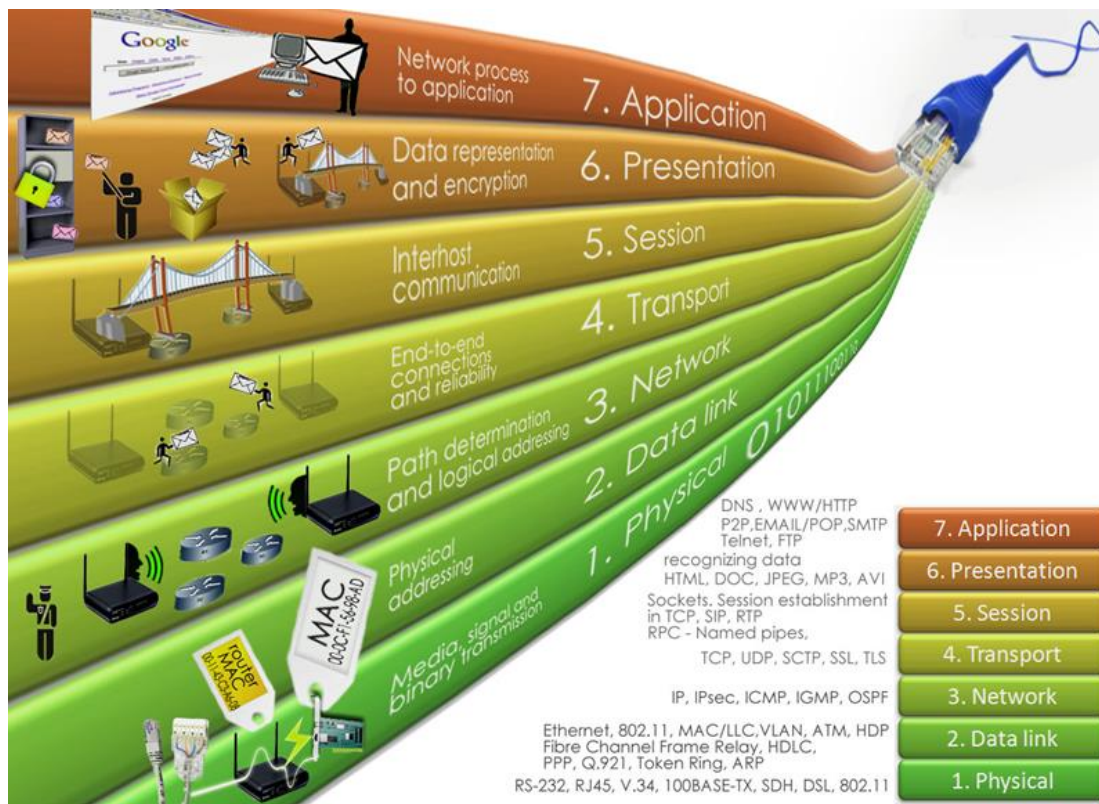 Google
Network process
to application
7. Application
Data representation
and encryption
6. Presentation
Interhost
communication
5. Session
End-to-end
connections
and reliability
4. Transport
Path determination
and logical addressing
3. Network
Physical
addressing
2. Data link
Media, signal and
binary transmission
1. Physical
MAC
00-0C-F1-56-98-AD
router
MAC
DNS , WWW/HTTP
P2P,EMAIL/POP,SMTP
Telnet, FTP
7. Application
recognizing data
HTML, DOC, JPEG, MP3, AVI
6. Presentation
Sockets. Session establishment
in TCP, SIP, RTP
RPC - Named pipes,
5. Session
TCP, UDP, SCTP, SSL, TLS
4. Transport
IP, IPsec, ICMP, IGMP, OSPF
3. Network
Ethernet, 802.11, MAC/LLC,VLAN, ATM, HDP
Fibre Channel Frame Relay, HDLC,
PPP, Q.921, Token Ring, ARP
2. Data link
RS-232, RJ45, V.34, 100BASE-TX, SDH, DSL, 802.11
1. Physical